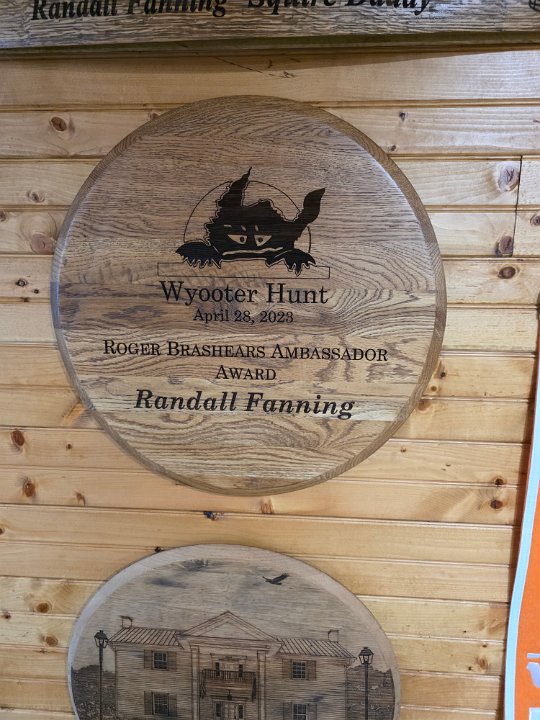 Randall Fanning "Squire Daddy"
Wyooter Hunt
April 28, 2023
ROGER BRASHEARS AMBASSADOR
AWARD
Randall Fanning